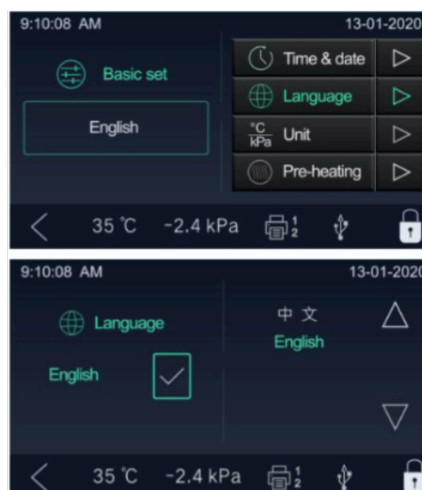 9:10:08 AM 13-01-2020
Basic set
English
Time & date
Language
°C
kPa Unit
Pre-heating
35 ℃ -2.4 kPa 1 2
9:10:08 AM 13-01-2020
Language
English
中文
English
35 ℃ -2.4 kPa 1 2